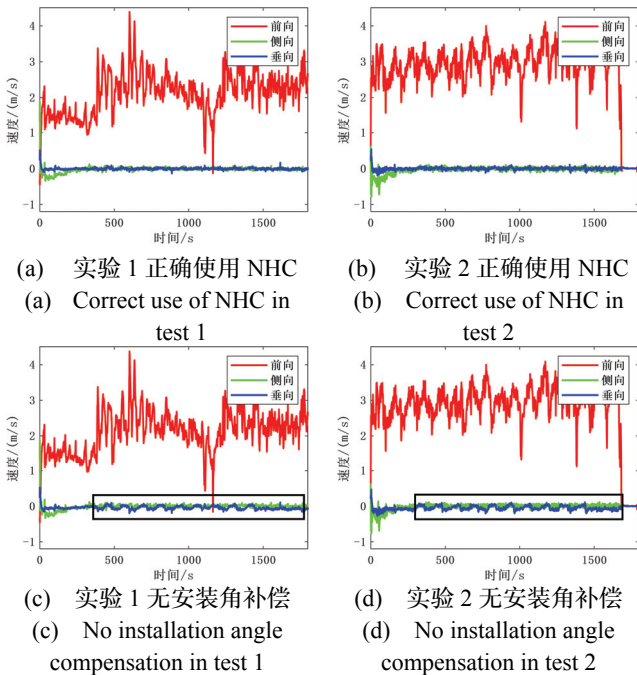 前向
侧向
垂向
4
3
2
1
0
-1
速度/(m/s)
0 500 1000 1500
时间/s
前向
侧向
垂向
4
3
2
1
0
-1
速度/(m/s)
0 500 1000 1500
时间/s
(a) 实验 1 正确使用 NHC
(a) Correct use of NHC in
test 1
(b) 实验 2 正确使用 NHC
(b) Correct use of NHC in
test 2
前向
侧向
垂向
4
3
2
1
0
-1
速度/(m/s)
0 500 1000 1500
时间/s
前向
侧向
垂向
4
3
2
1
0
-1
速度/(m/s)
0 500 1000 1500
时间/s
(c) 实验 1 无安装角补偿
(c) No installation angle
compensation in test 1
(d) 实验 2 无安装角补偿
(d) No installation angle
compensation in test 2